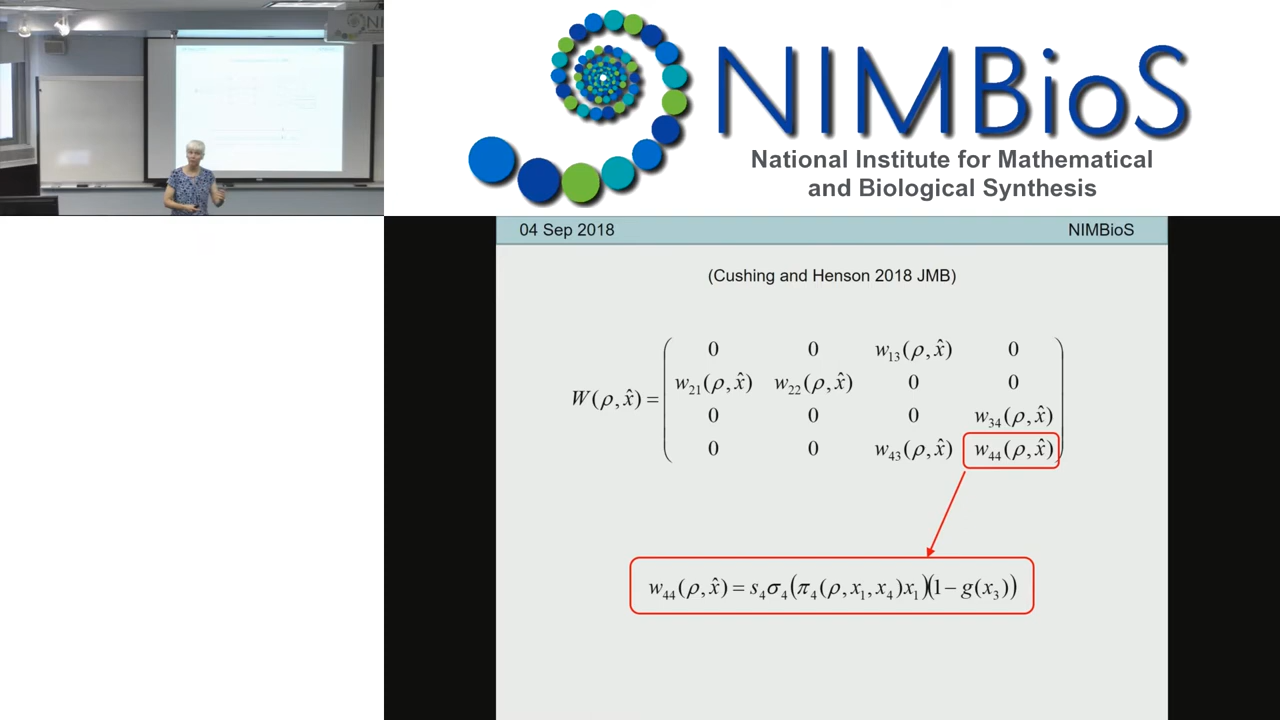 NIMBioS
National Institute for Mathematical
and Biological Synthesis
04 Sep 2018 NIMBioS
(Cushing and Henson 2018 JMB)
0 0 w₁₃(ρ,x̂) 0
w₂₁(ρ,x̂) w₂₂(ρ,x̂) 0 0
W(ρ,x̂) =
0 0 0 w₃₄(ρ,x̂)
0 0 w₄₃(ρ,x̂) w₄₄(ρ,x̂)
w₄₄(ρ,x̂) = s₄σ₄(π₄(ρ,x₁,x₄)x₁)(1 − g(x₃))